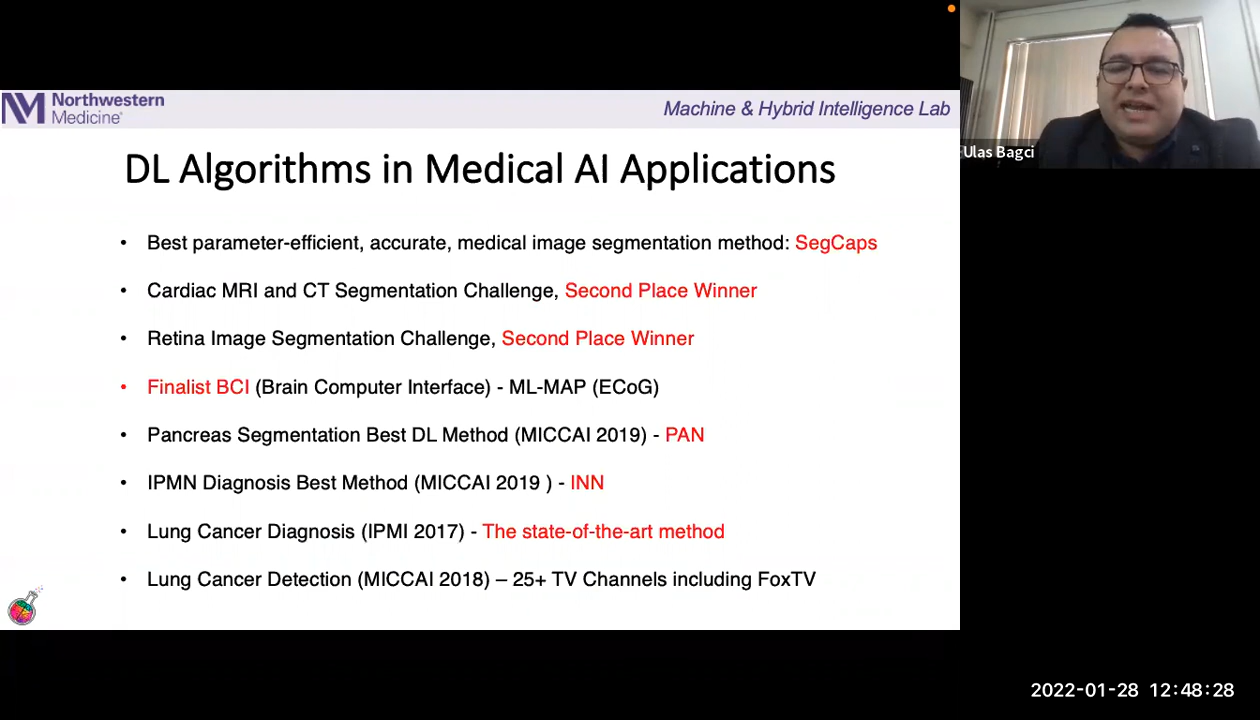 Northwestern
Medicine®
Machine & Hybrid Intelligence Lab
Ulas Bagci
DL Algorithms in Medical AI Applications
• Best parameter-efficient, accurate, medical image segmentation method: SegCaps
• Cardiac MRI and CT Segmentation Challenge, Second Place Winner
• Retina Image Segmentation Challenge, Second Place Winner
• Finalist BCI (Brain Computer Interface) - ML-MAP (ECoG)
• Pancreas Segmentation Best DL Method (MICCAI 2019) - PAN
• IPMN Diagnosis Best Method (MICCAI 2019 ) - INN
• Lung Cancer Diagnosis (IPMI 2017) - The state-of-the-art method
• Lung Cancer Detection (MICCAI 2018) – 25+ TV Channels including FoxTV
2022-01-28 12:48:28